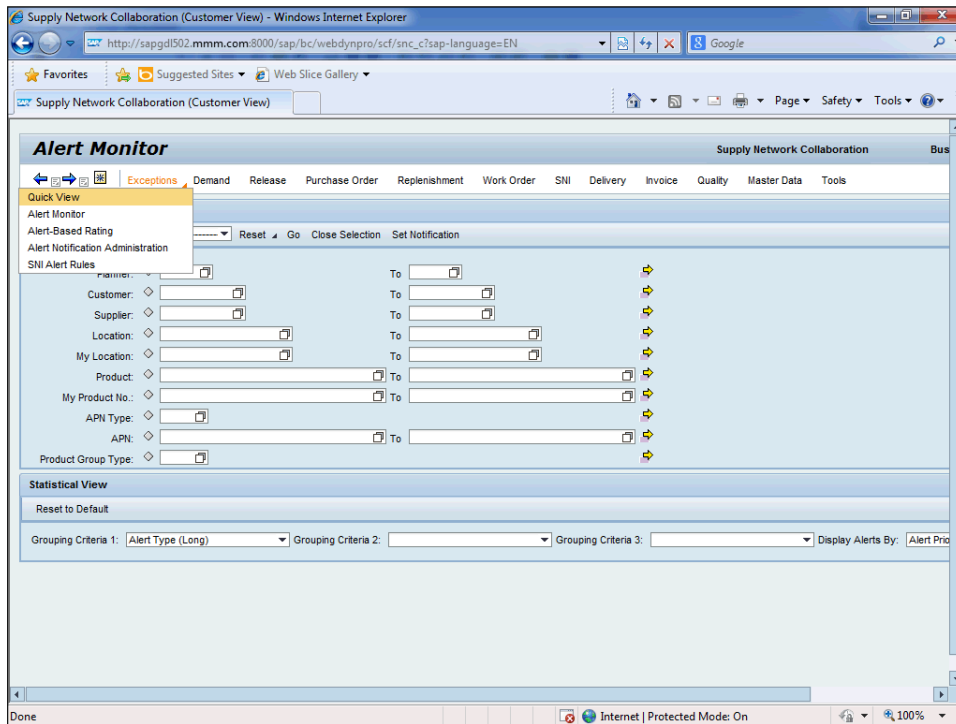 Supply Network Collaboration (Customer View) - Windows Internet Explorer
http://sapgdl502.mmm.com:8000/sap/bc/webdynpro/scf/snc_c?sap-language=EN
Google
Favorites Suggested Sites Web Slice Gallery
Supply Network Collaboration (Customer View) Page Safety Tools
Alert Monitor Supply Network Collaboration Bus
Exceptions Demand Release Purchase Order Replenishment Work Order SNI Delivery Invoice Quality Master Data Tools
Quick View
Alert Monitor
Alert-Based Rating
Alert Notification Administration
SNI Alert Rules
Reset Go Close Selection Set Notification
Planner: To
Customer: To
Supplier: To
Location: To
My Location: To
Product: To
My Product No.: To
APN Type:
APN: To
Product Group Type:
Statistical View
Reset to Default
Grouping Criteria 1: Alert Type (Long) Grouping Criteria 2: Grouping Criteria 3: Display Alerts By: Alert Prio
Done Internet | Protected Mode: On 100%